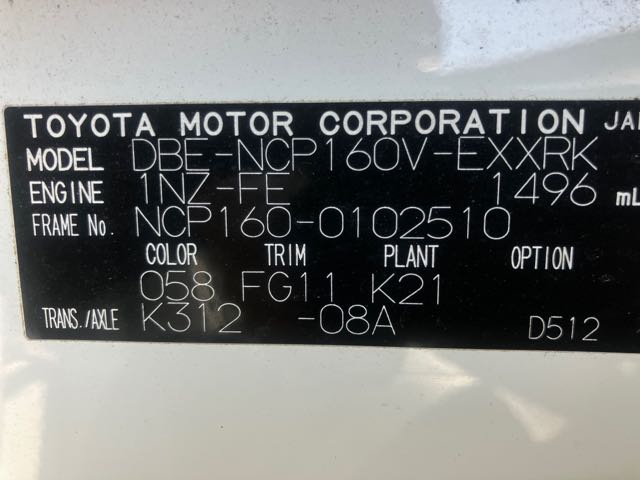 TOYOTA MOTOR CORPORATION JA
MODEL DBE-NCP160V-EXXRK
ENGINE 1NZ-FE 1496 mL
FRAME No. NCP160-0102510
COLOR TRIM PLANT OPTION
058 FG11 K21
TRANS./AXLE K312 -08A D512